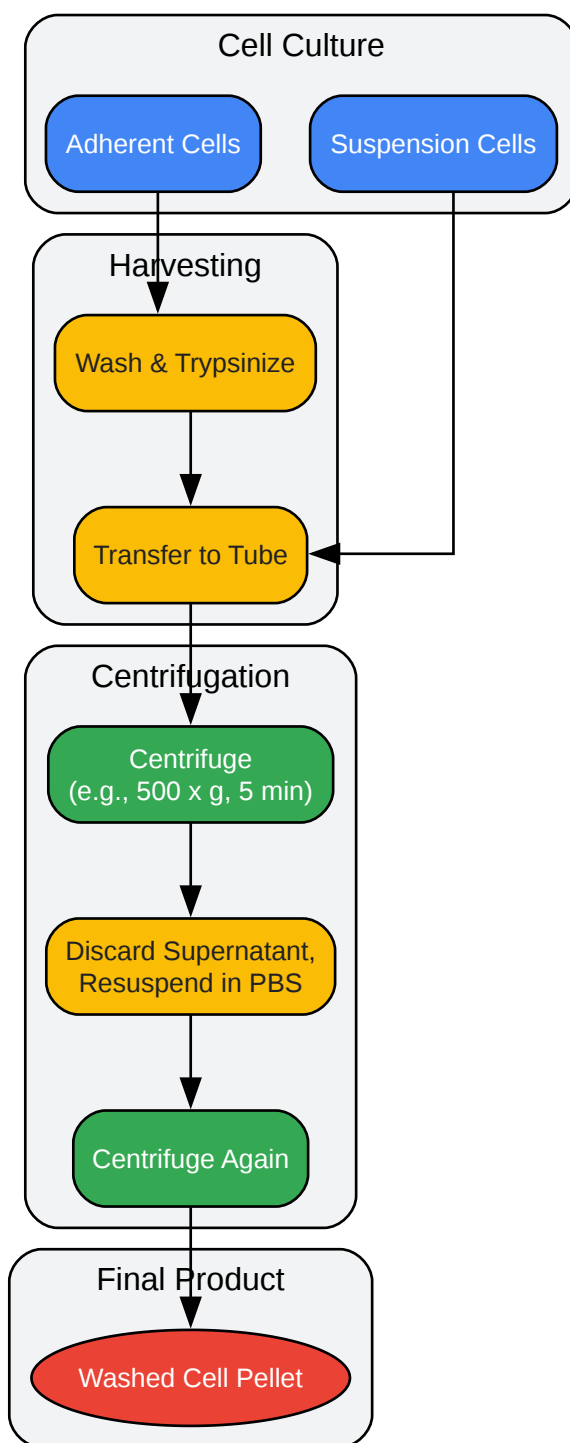 Cell Culture
Adherent Cells
Suspension Cells
Harvesting
Wash & Trypsinize
Transfer to Tube
Centrifugation
Centrifuge
(e.g., 500 x g, 5 min)
Discard Supernatant,
Resuspend in PBS
Centrifuge Again
Final Product
Washed Cell Pellet